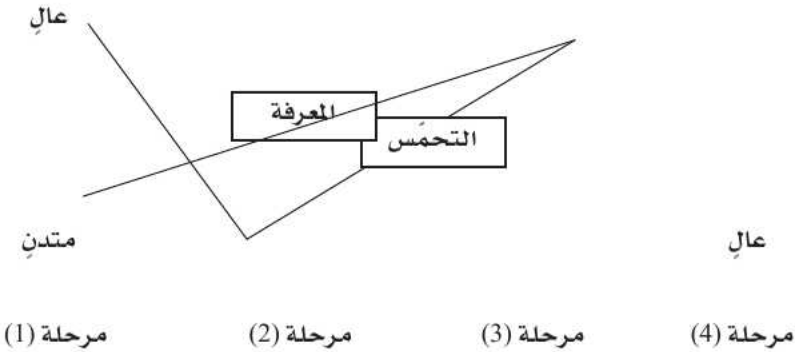 عالِ
المعرفة
التحمّس
متدنِ
عالِ
مرحلة (1)
مرحلة (2)
مرحلة (3)
مرحلة (4)